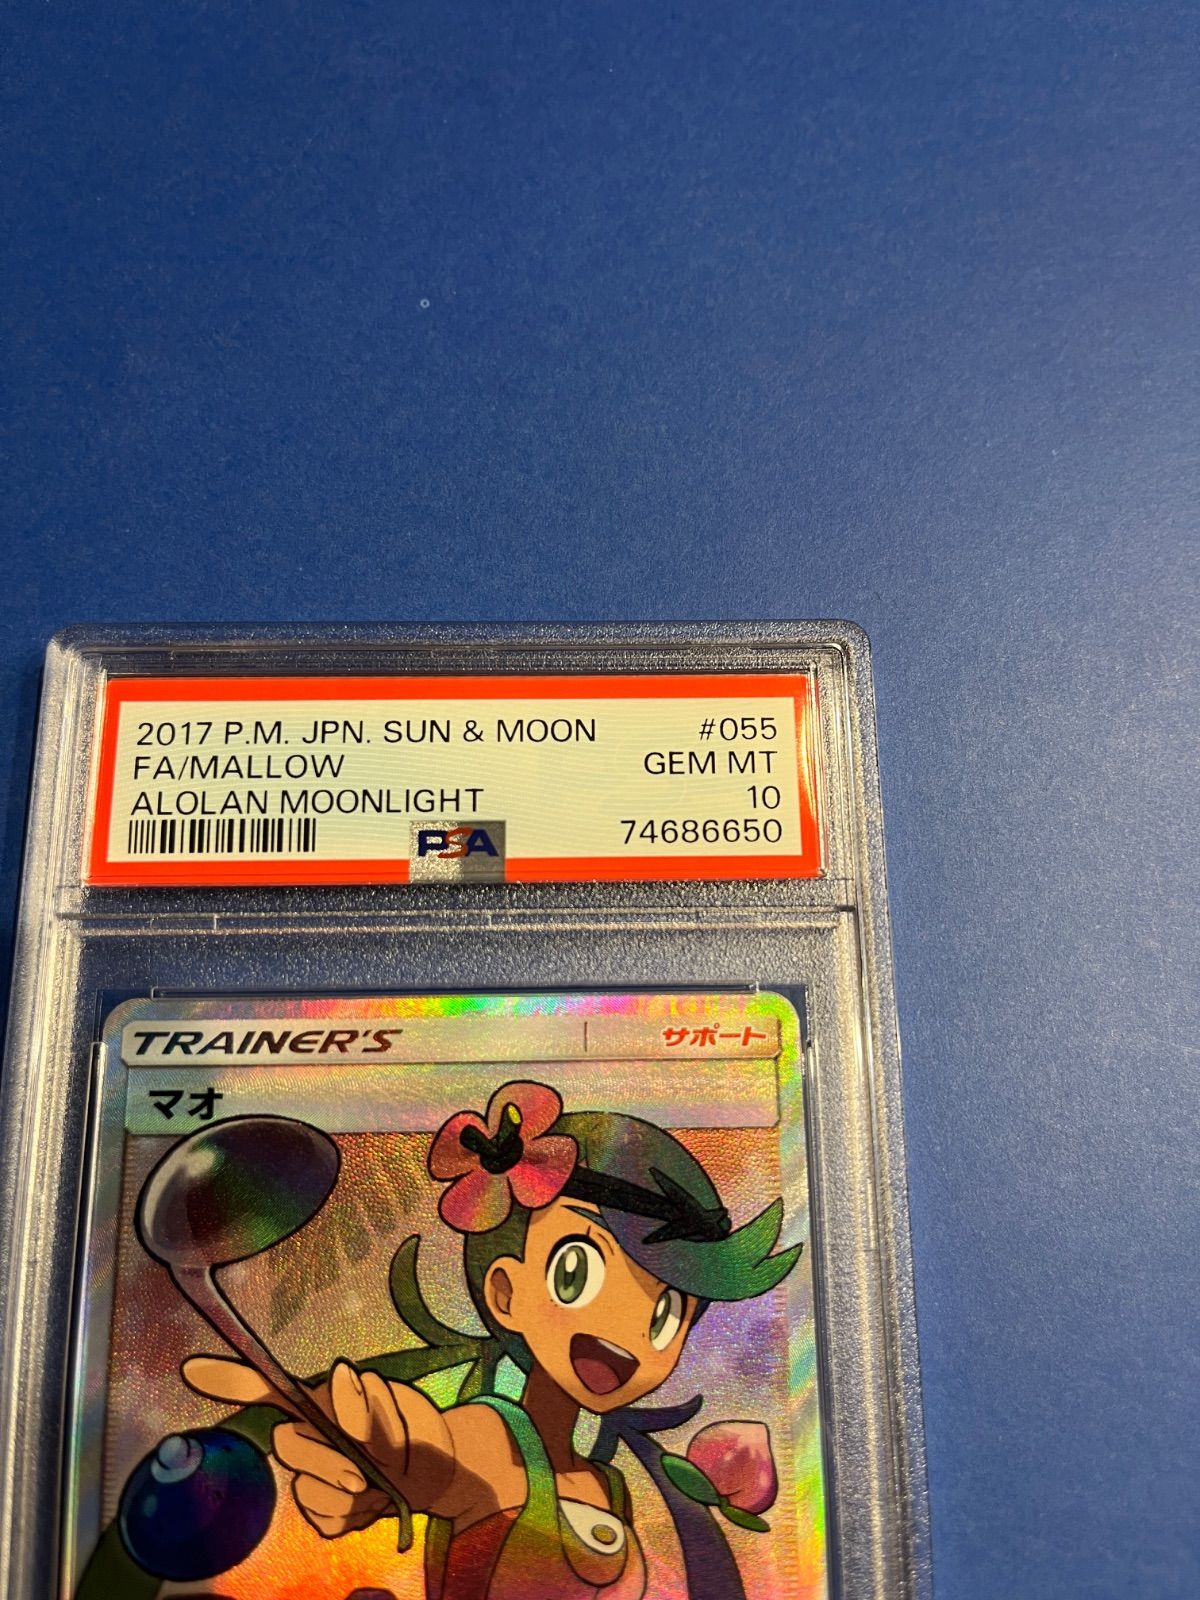 2017 P.M. JPN. SUN & MOON #055
FA/MALLOW GEM MT
ALOLAN MOONLIGHT 10
PSA 74686650
TRAINER'S サポート
マオ